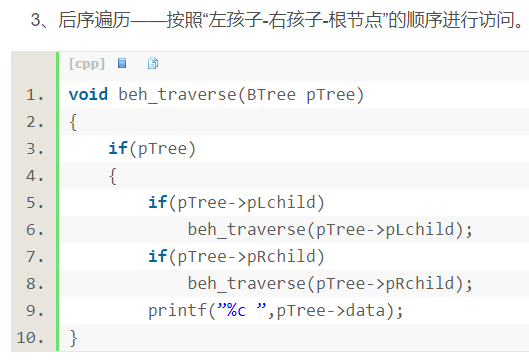 3、后序遍历——按照“左孩子-右孩子-根节点”的顺序进行访问。
[cpp]
1. void beh_traverse(BTree pTree)
2. {
3.     if(pTree)
4.     {
5.         if(pTree->pLchild)
6.             beh_traverse(pTree->pLchild);
7.         if(pTree->pRchild)
8.             beh_traverse(pTree->pRchild);
9.         printf(”%c ”,pTree->data);
10. }